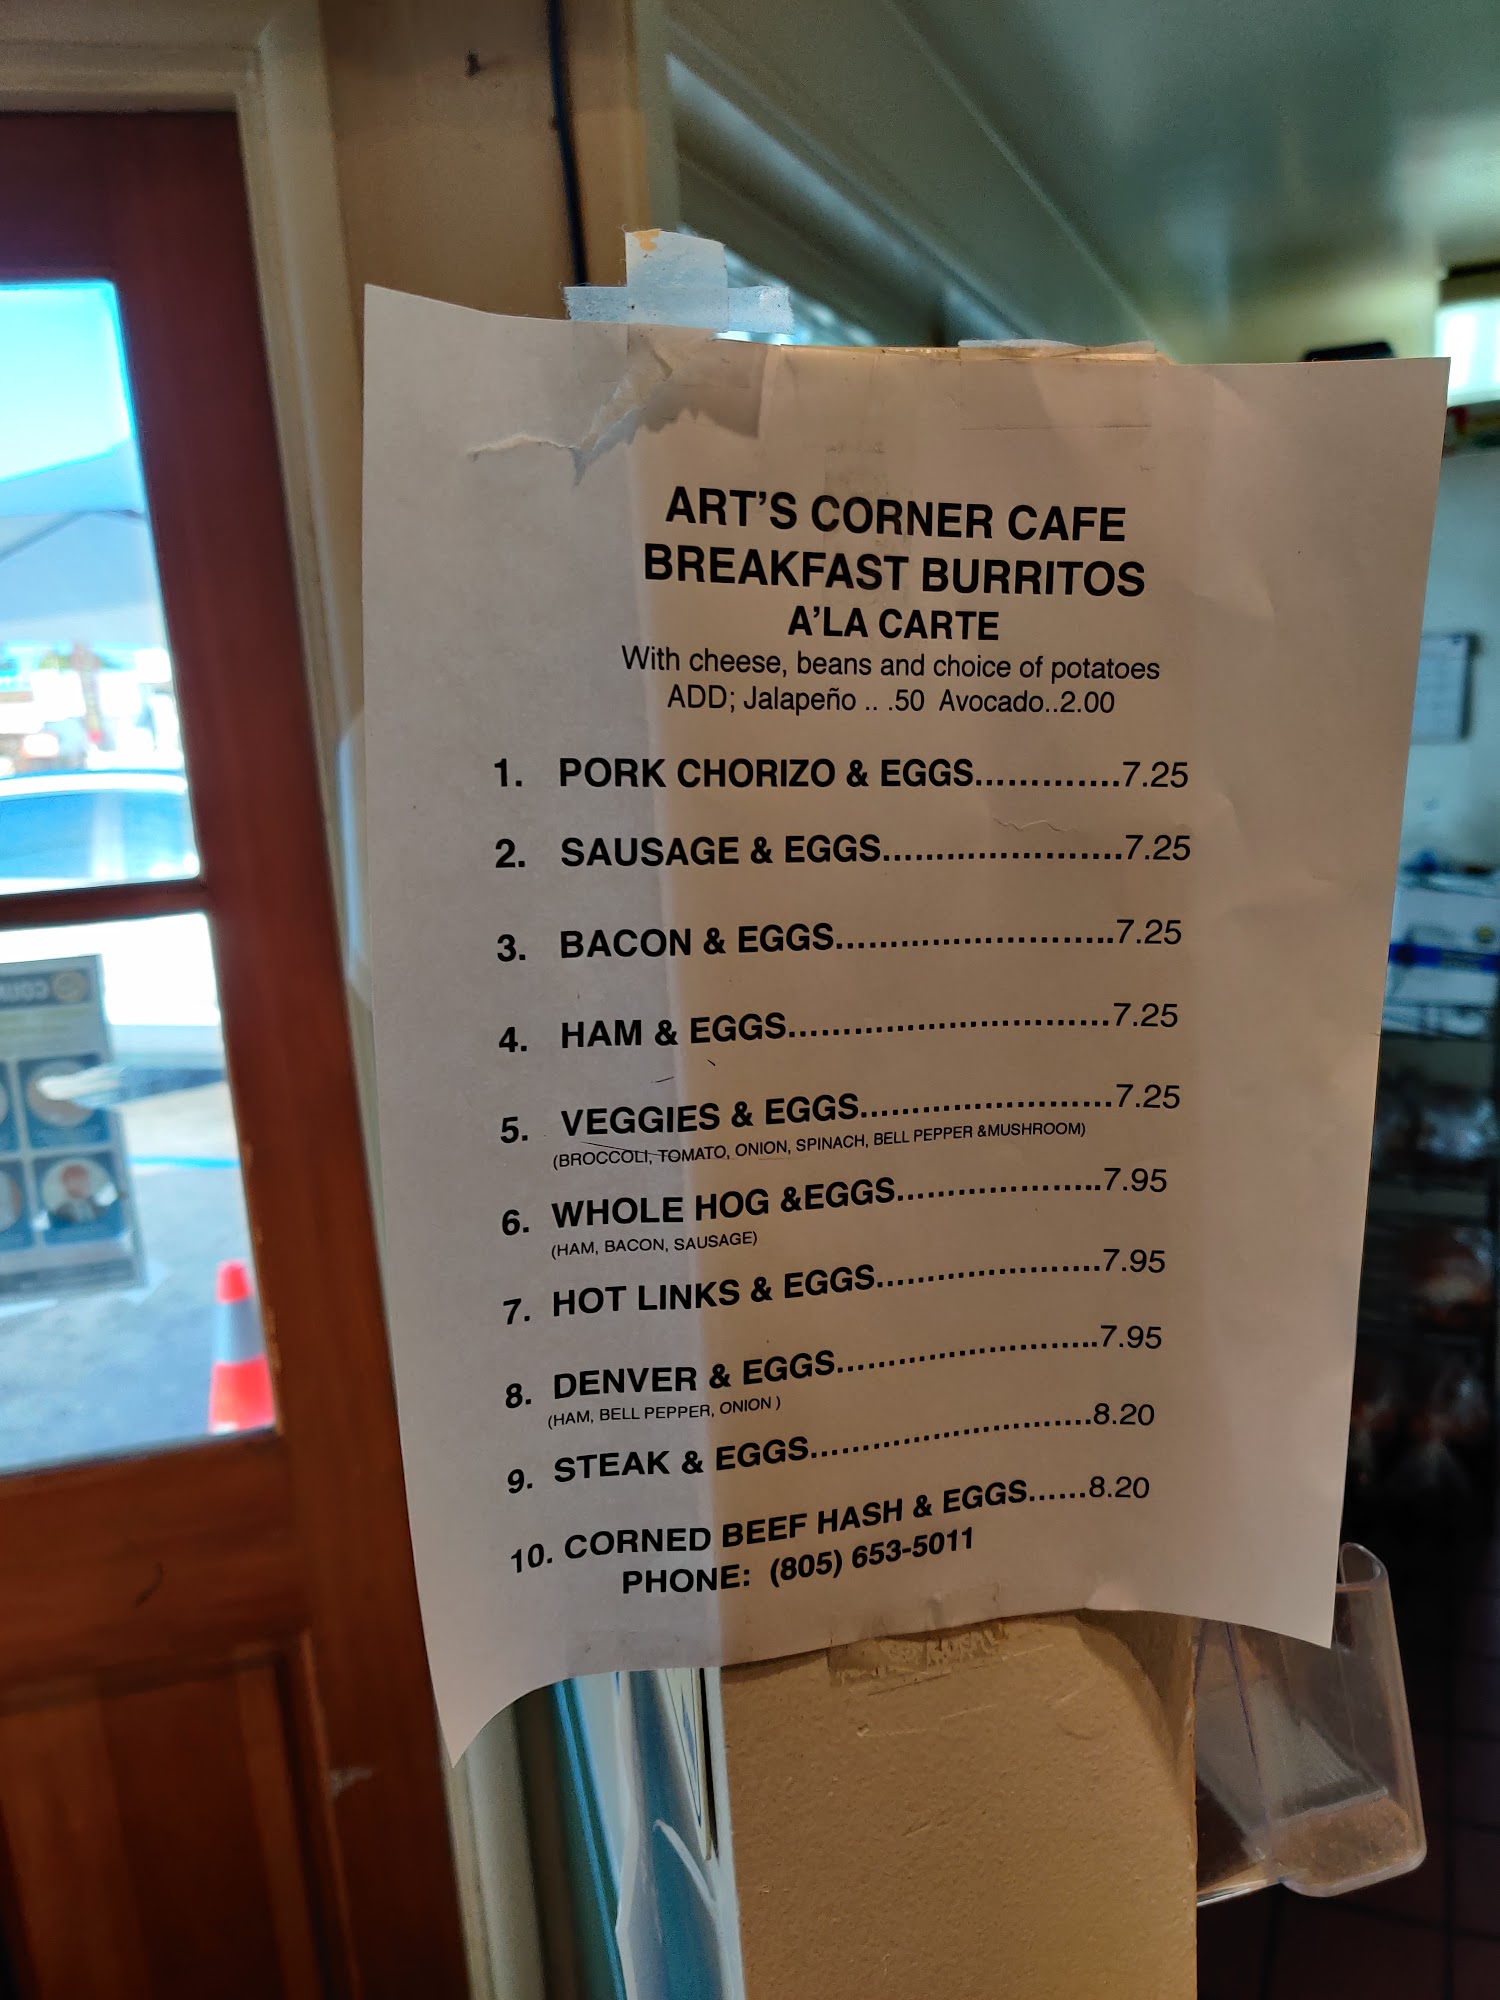 ART'S CORNER CAFE
BREAKFAST BURRITOS
A'LA CARTE
With cheese, beans and choice of potatoes
ADD; Jalapeño .. .50 Avocado..2.00
1. PORK CHORIZO & EGGS.............7.25
2. SAUSAGE & EGGS......................7.25
3. BACON & EGGS..........................7.25
4. HAM & EGGS..............................7.25
5. VEGGIES & EGGS.......................7.25
(BROCCOLI, TOMATO, ONION, SPINACH, BELL PEPPER &MUSHROOM)
6. WHOLE HOG &EGGS...................7.95
(HAM, BACON, SAUSAGE)
7. HOT LINKS & EGGS.....................7.95
8. DENVER & EGGS........................7.95
(HAM, BELL PEPPER, ONION )
9. STEAK & EGGS..........................8.20
10. CORNED BEEF HASH & EGGS......8.20
PHONE: (805) 653-5011